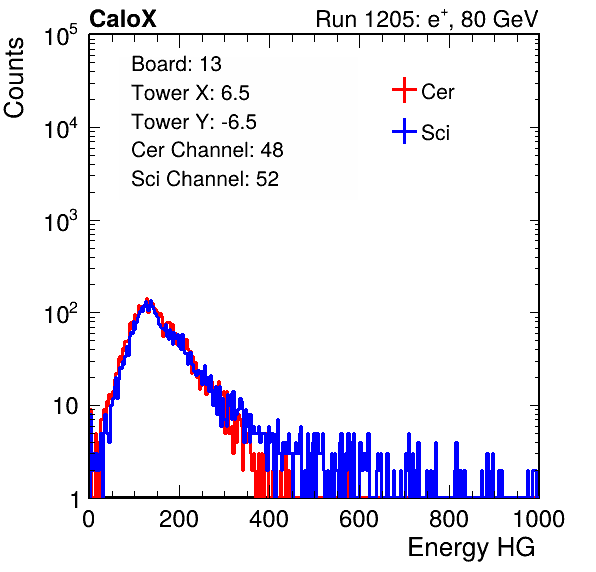 CaloX Run 1205: e⁺, 80 GeV
Counts
10⁵
10⁴
10³
10²
10
1
Board: 13
Tower X: 6.5
Tower Y: -6.5
Cer Channel: 48
Sci Channel: 52
Cer
Sci
0 200 400 600 800 1000
Energy HG